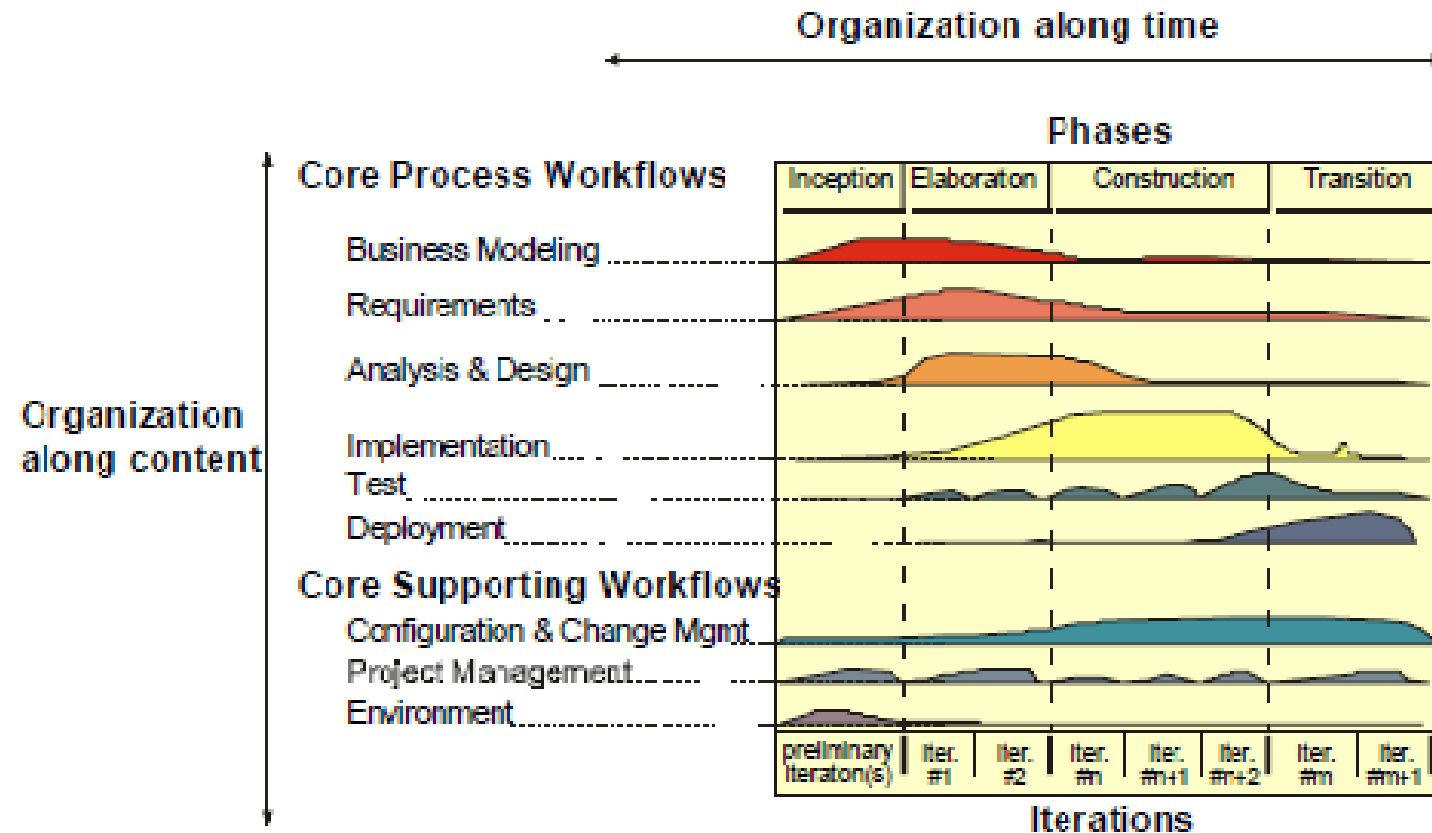 Organization along time
Phases
Core Process Workflows
Inception
Elaboration
Construction
Transition
Business Modeling
Requirements
Analysis & Design
Organization
along content
Implementation
Test
Deployment
Core Supporting Workflows
Configuration & Change Mgmt
Project Management
Environment
preliminary
iteraton(s)
Iter.
#1
Iter.
#2
Iter.
#n
Iter.
#n+1
Iter.
#n+2
Iter.
#m
Iter.
#m+1
Iterations